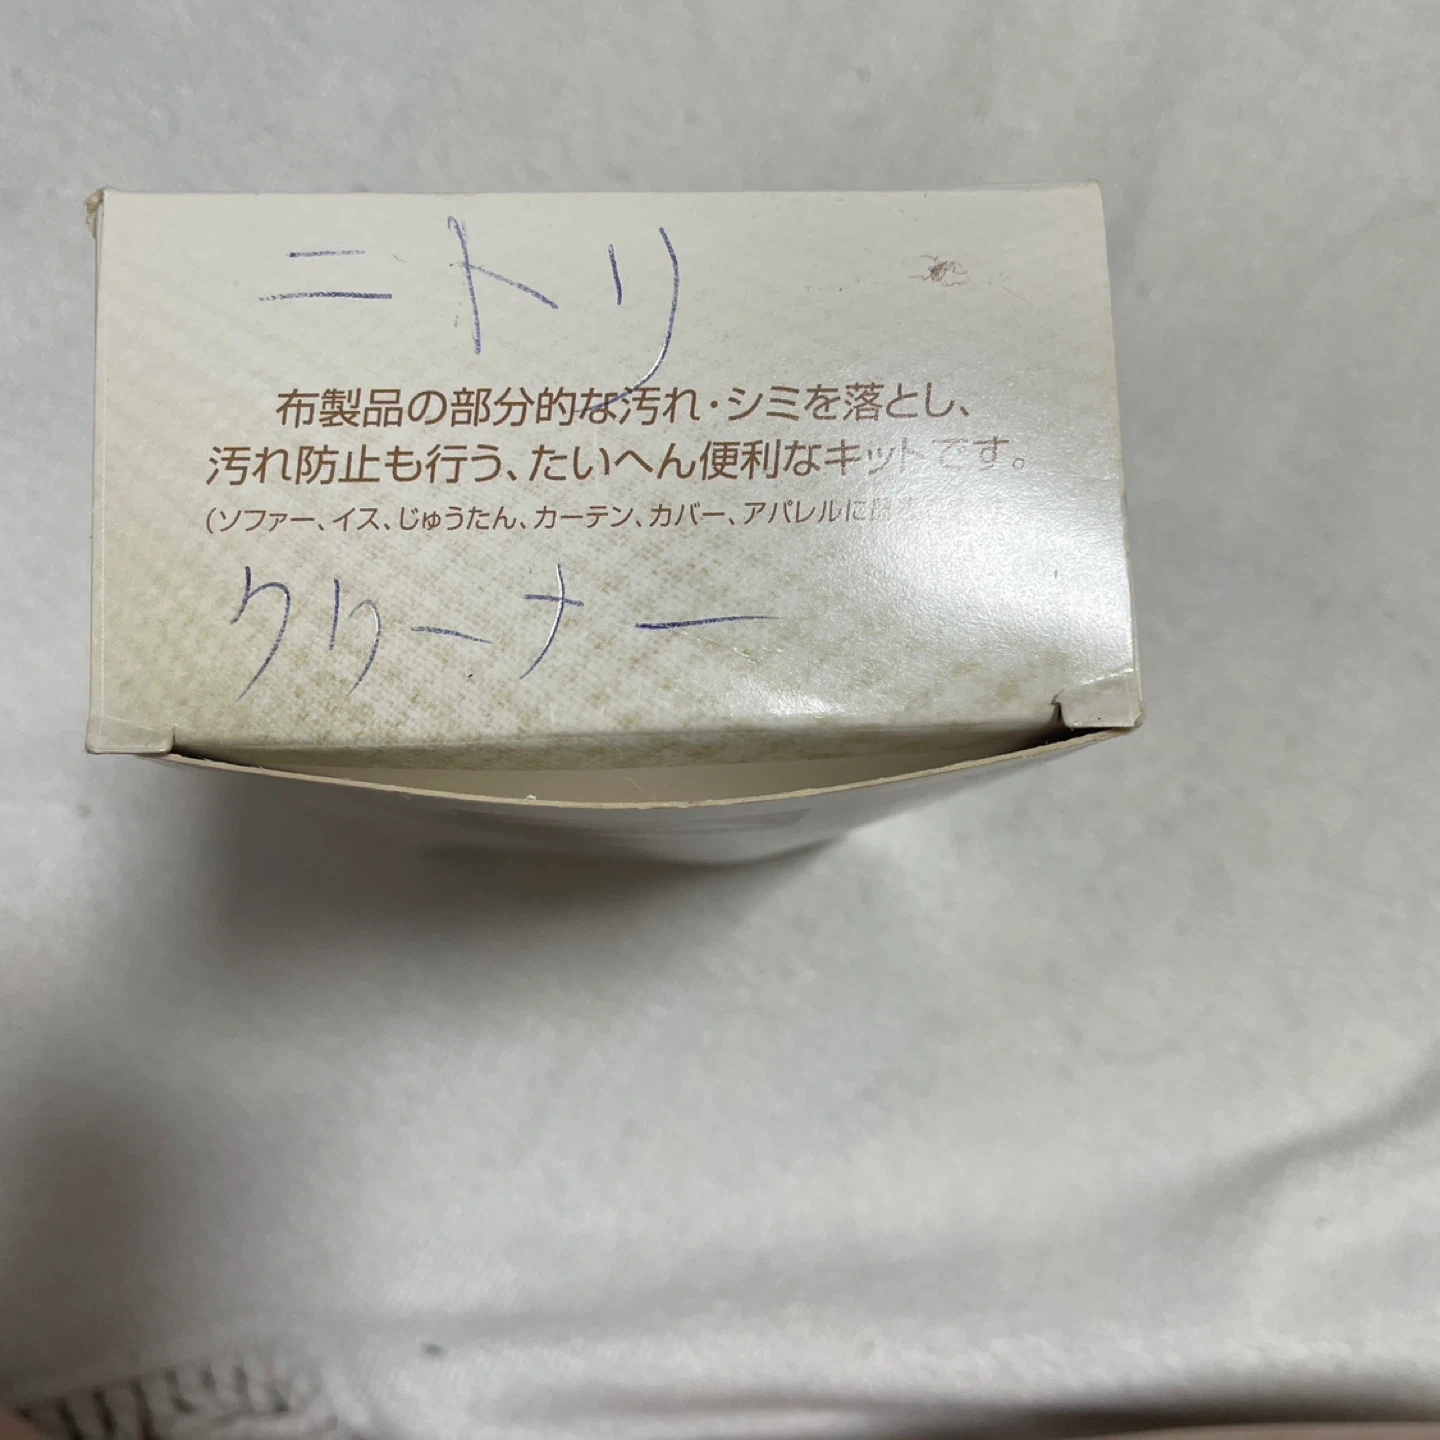 ニトリ
布製品の部分的な汚れ・シミを落とし、
汚れ防止も行う、たいへん便利なキットです。
(ソファー、イス、じゅうたん、カーテン、カバー、アパレルに
クリーナー